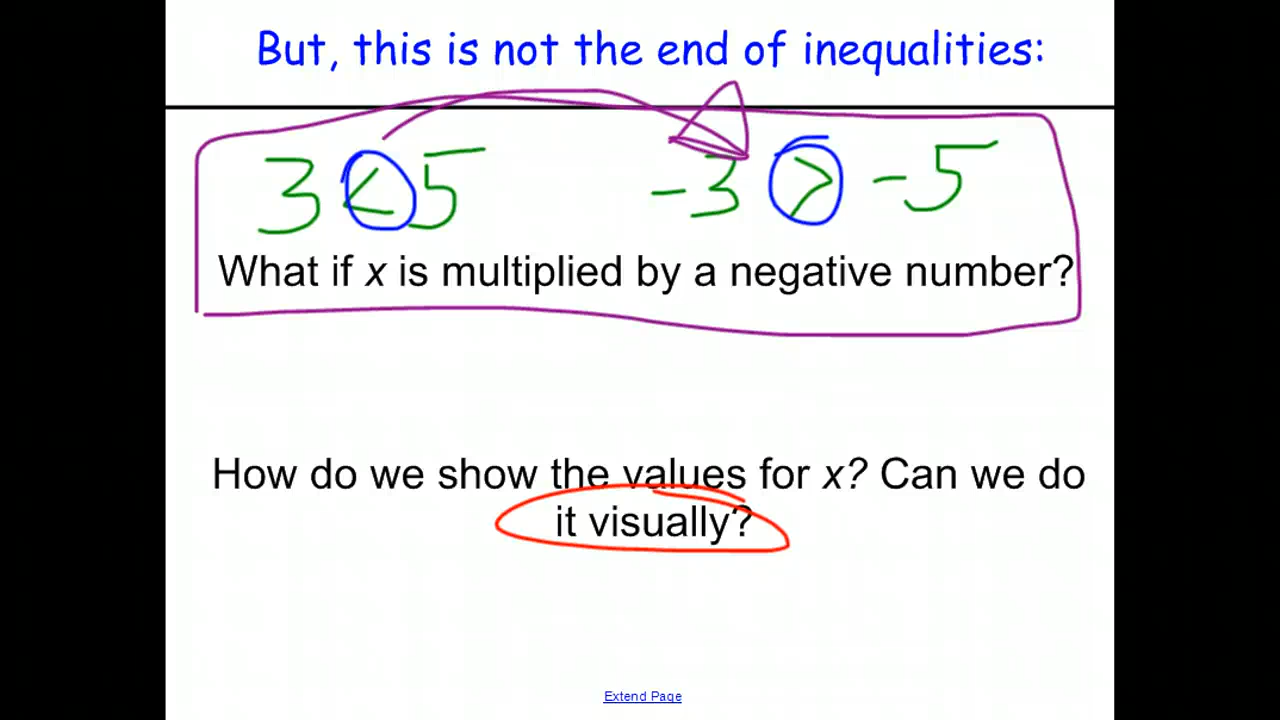 But, this is not the end of inequalities:
3 < 5 -3 > -5
What if x is multiplied by a negative number?
How do we show the values for x? Can we do
it visually?
Extend Page